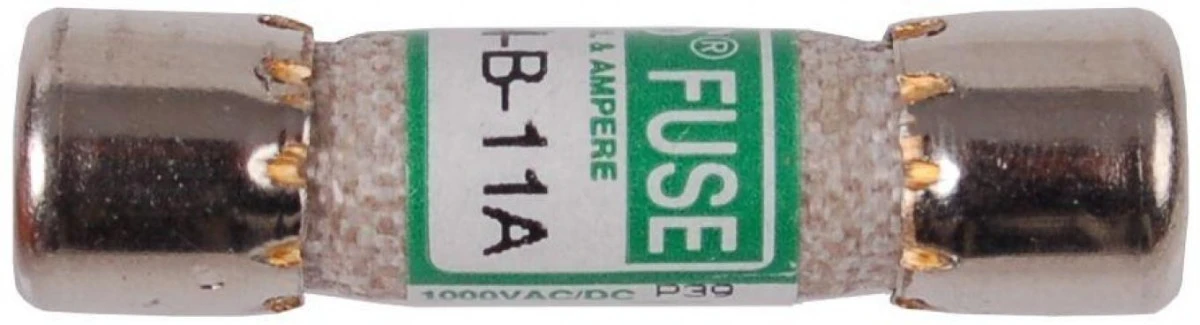 ® FUSE
& AMPERE
-B-11A
1000VAC/DC P39